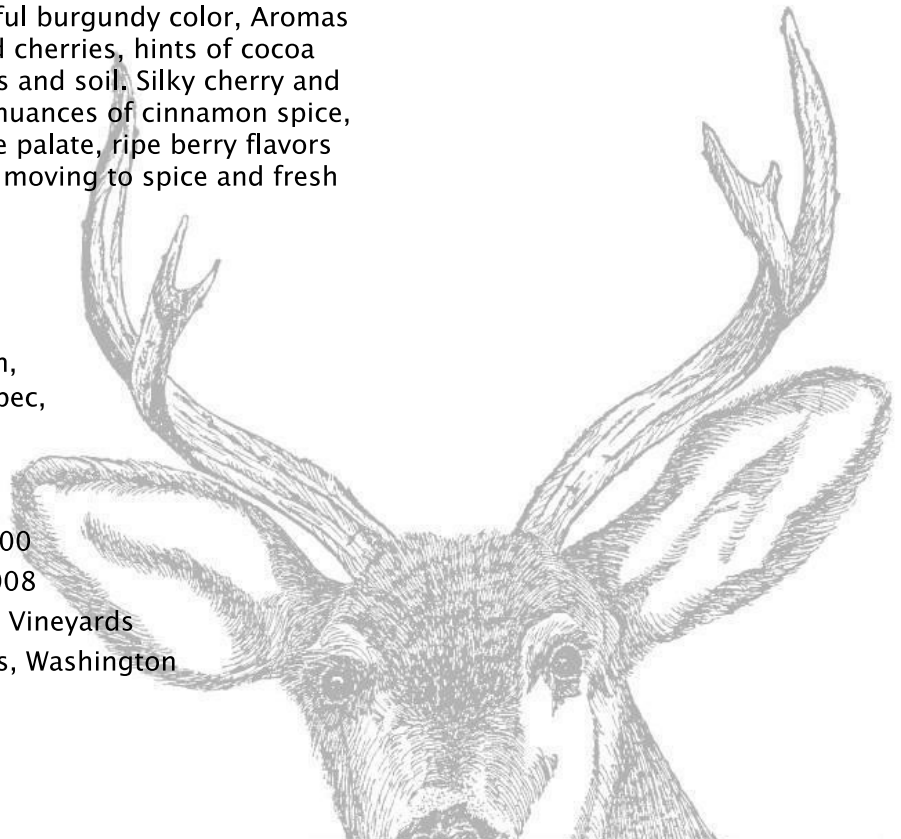 ful burgundy color, Aromas
d cherries, hints of cocoa
s and soil. Silky cherry and
nuances of cinnamon spice,
e palate, ripe berry flavors
moving to spice and fresh
n,
bec,
00
008
Vineyards
s, Washington